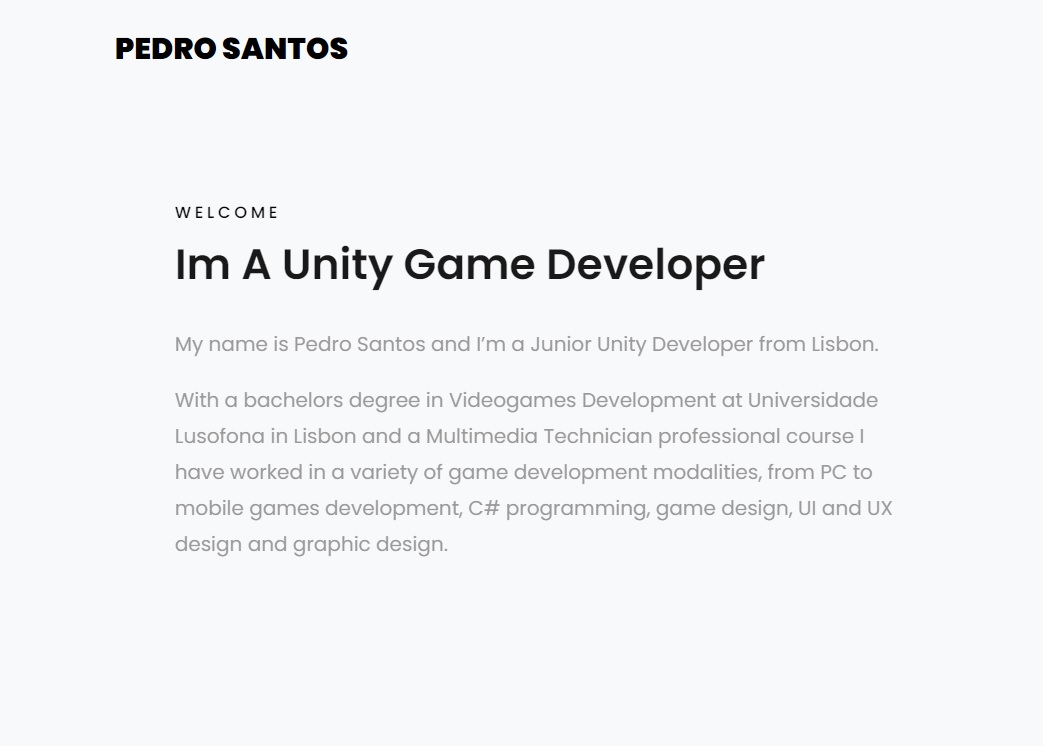 PEDRO SANTOS
WELCOME
Im A Unity Game Developer
My name is Pedro Santos and I’m a Junior Unity Developer from Lisbon.
With a bachelors degree in Videogames Development at Universidade
Lusofona in Lisbon and a Multimedia Technician professional course I
have worked in a variety of game development modalities, from PC to
mobile games development, C# programming, game design, UI and UX
design and graphic design.